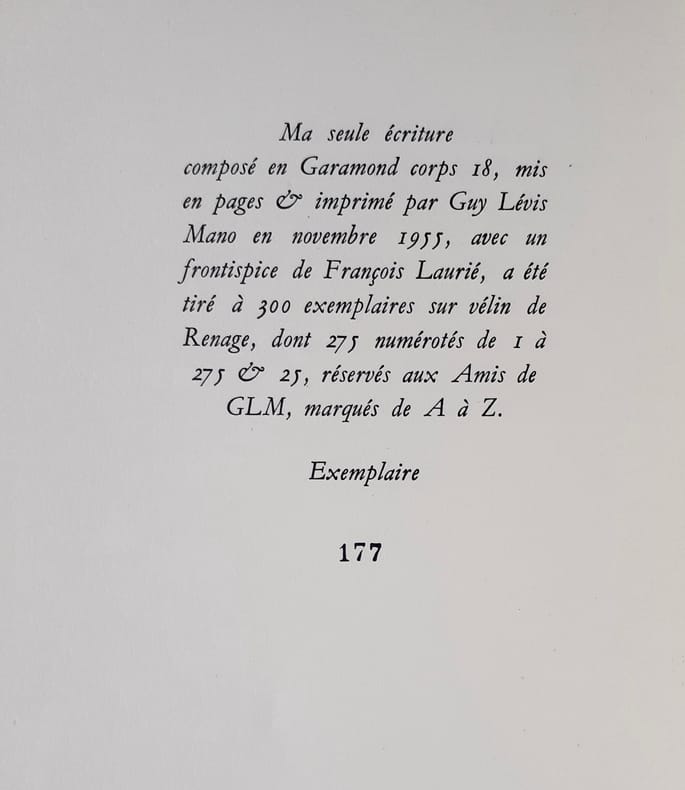 Ma seule écriture
composé en Garamond corps 18, mis
en pages & imprimé par Guy Lévis
Mano en novembre 1955, avec un
frontispice de François Laurié, a été
tiré à 300 exemplaires sur vélin de
Renage, dont 275 numérotés de 1 à
275 & 25, réservés aux Amis de
GLM, marqués de A à Z.
Exemplaire
177